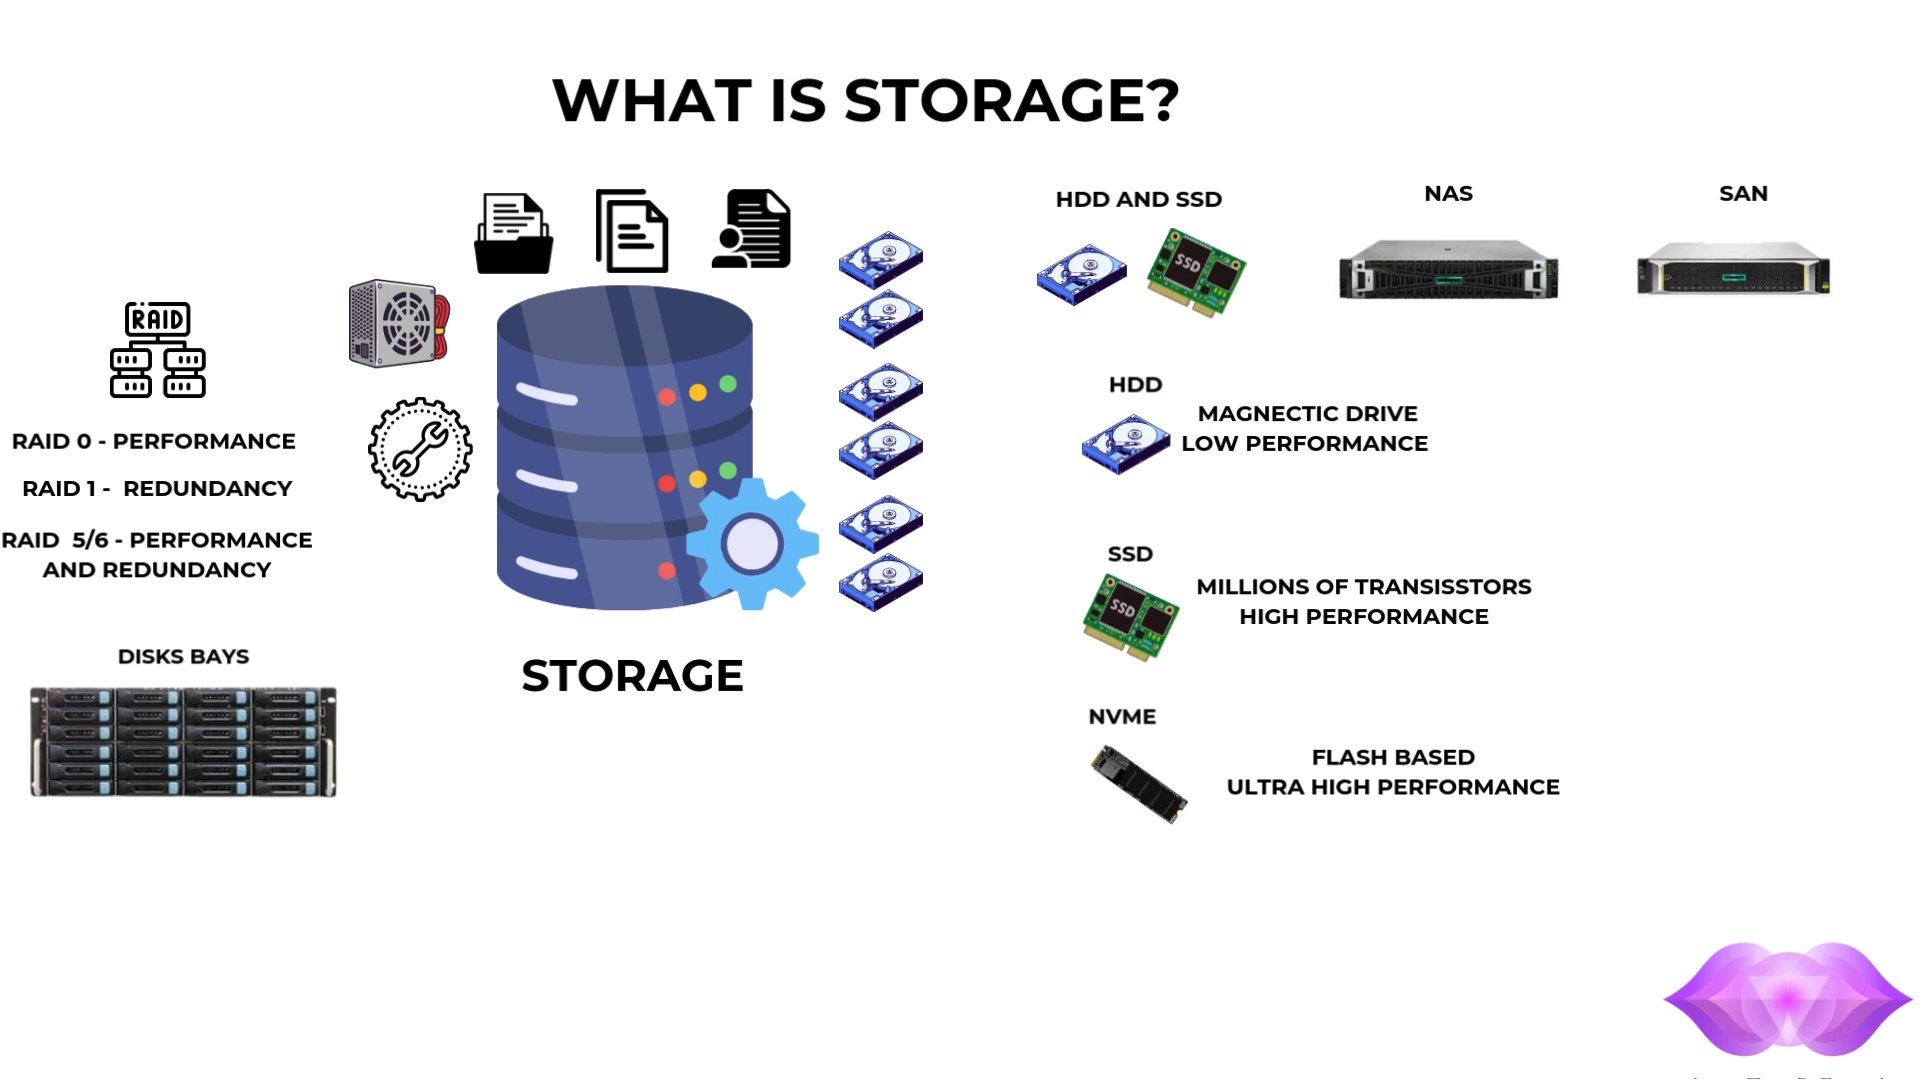 WHAT IS STORAGE?
RAID
RAID 0 - PERFORMANCE
RAID 1 - REDUNDANCY
RAID 5/6 - PERFORMANCE
AND REDUNDANCY
DISKS BAYS
STORAGE
HDD AND SSD
SSD
NAS
SAN
HDD
MAGNECTIC DRIVE
LOW PERFORMANCE
SSD
SSD
MILLIONS OF TRANSISSTORS
HIGH PERFORMANCE
NVME
FLASH BASED
ULTRA HIGH PERFORMANCE